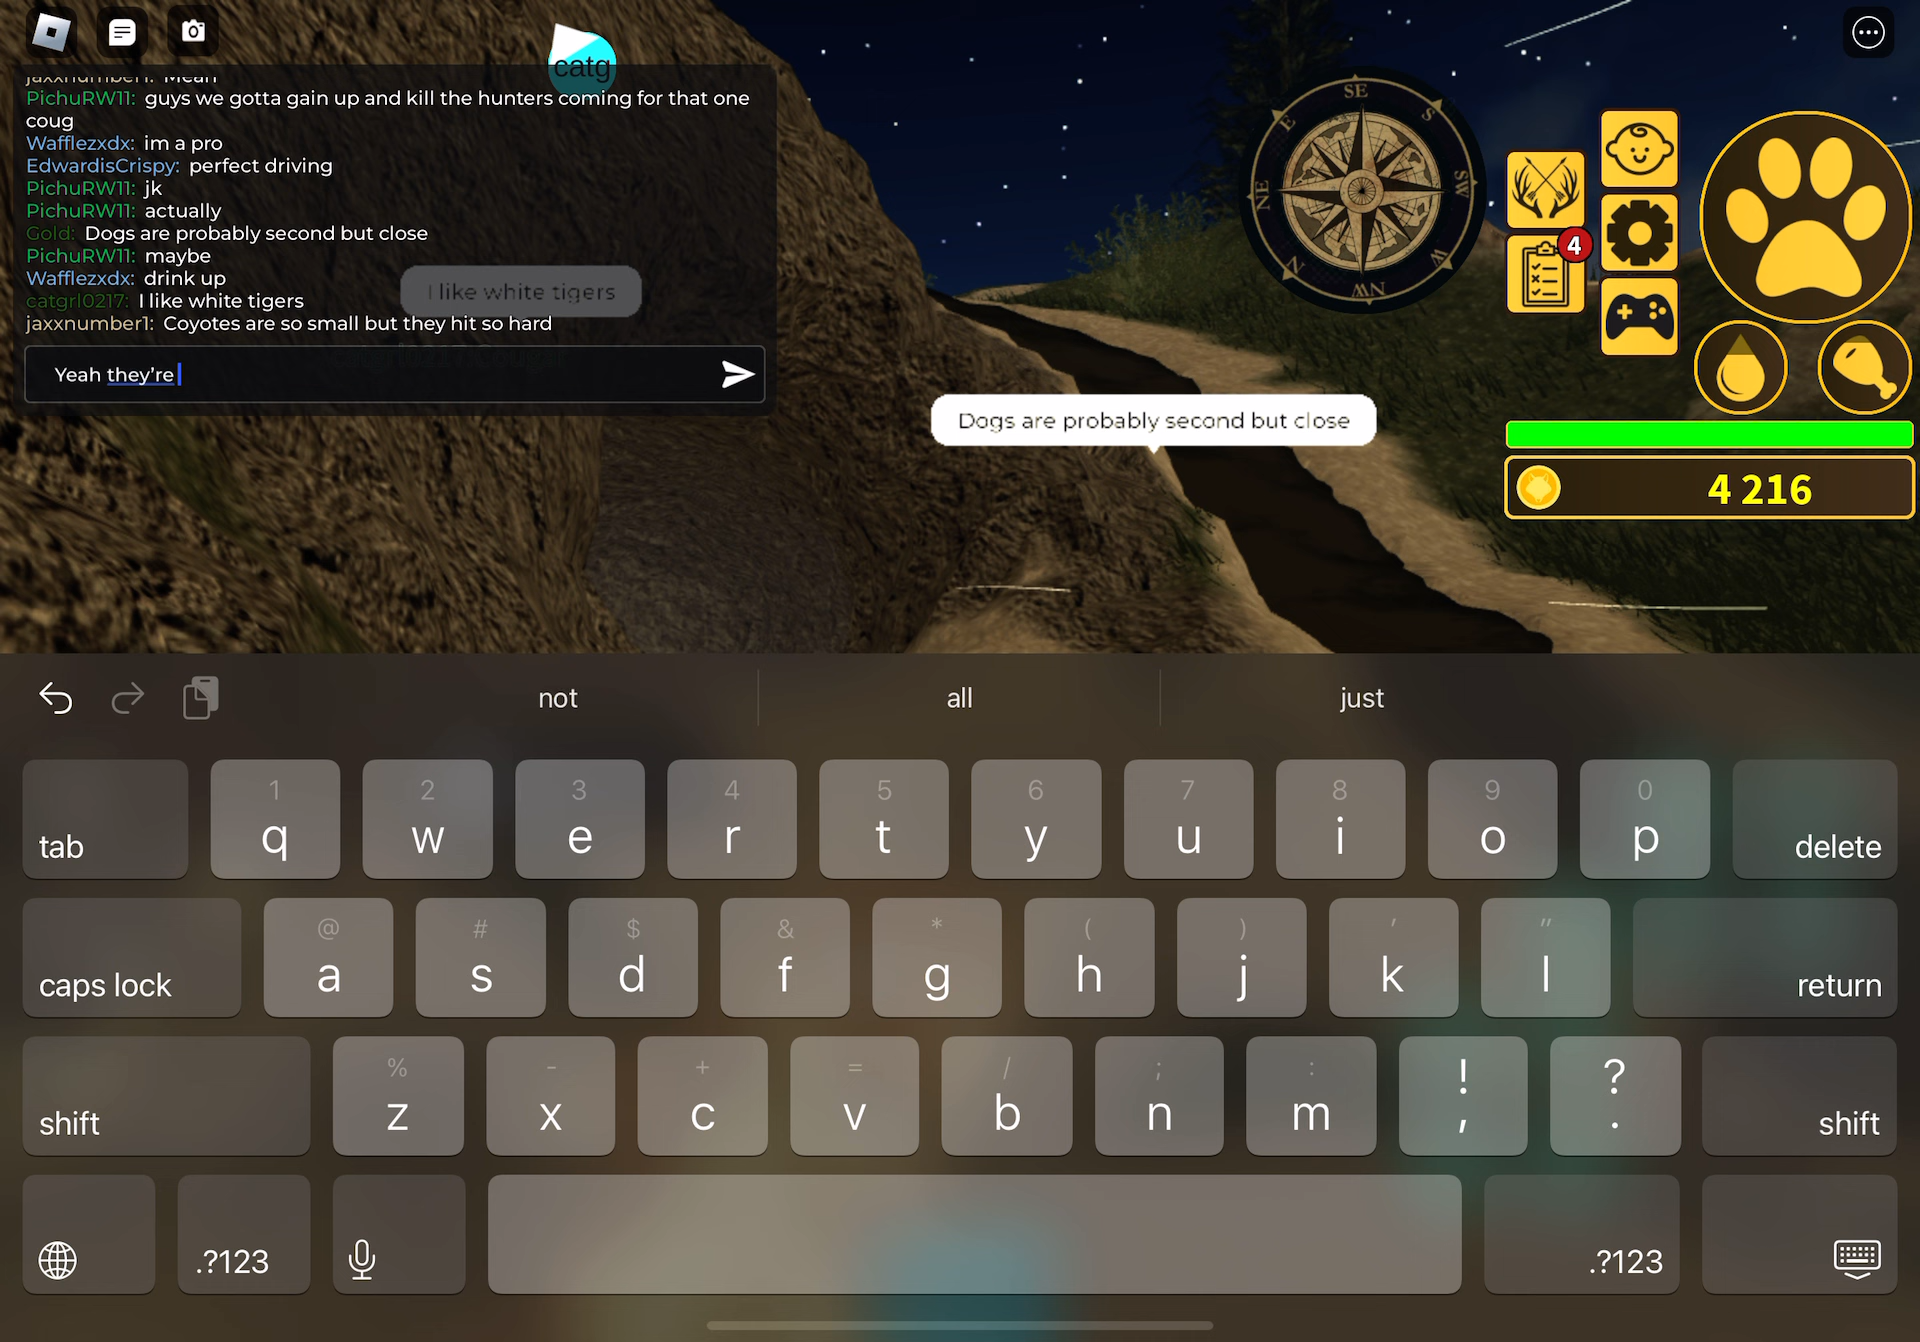 catg
jaxxnumber1: Mean
PichuRW11: guys we gotta gain up and kill the hunters coming for that one
coug
Wafflezxdx: im a pro
EdwardisCrispy: perfect driving
PichuRW11: jk
PichuRW11: actually
Gold: Dogs are probably second but close
PichuRW11: maybe
Wafflezxdx: drink up
catgrl0217: I like white tigers
jaxxnumber1: Coyotes are so small but they hit so hard
I like white tigers
Yeah they're
Dogs are probably second but close
SE
E S
NE SW
N W
NW
4
4 216
not all just
tab 1 q 2 w 3 e 4 r 5 t 6 y 7 u 8 i 9 o 0 p delete
caps lock @ a # s $ d & f * g ( h ) j ' k " l return
shift % z - x + c = v / b ; n : m ! , ? . shift
.?123 .?123